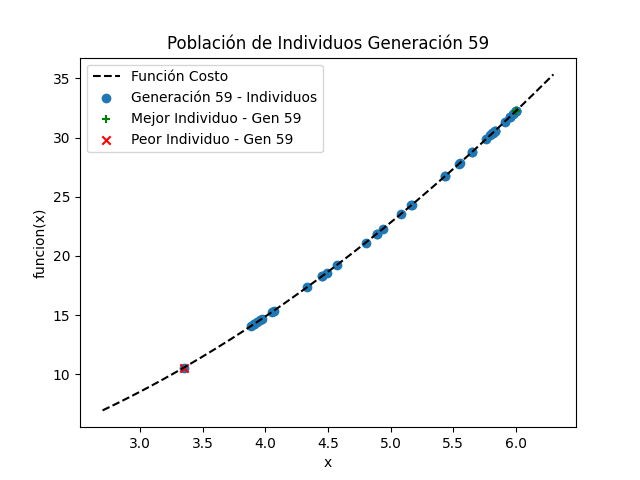 Población de Individuos Generación 59
Función Costo
Generación 59 - Individuos
Mejor Individuo - Gen 59
Peor Individuo - Gen 59
funcion(x)
35
30
25
20
15
10
3.0 3.5 4.0 4.5 5.0 5.5 6.0
x